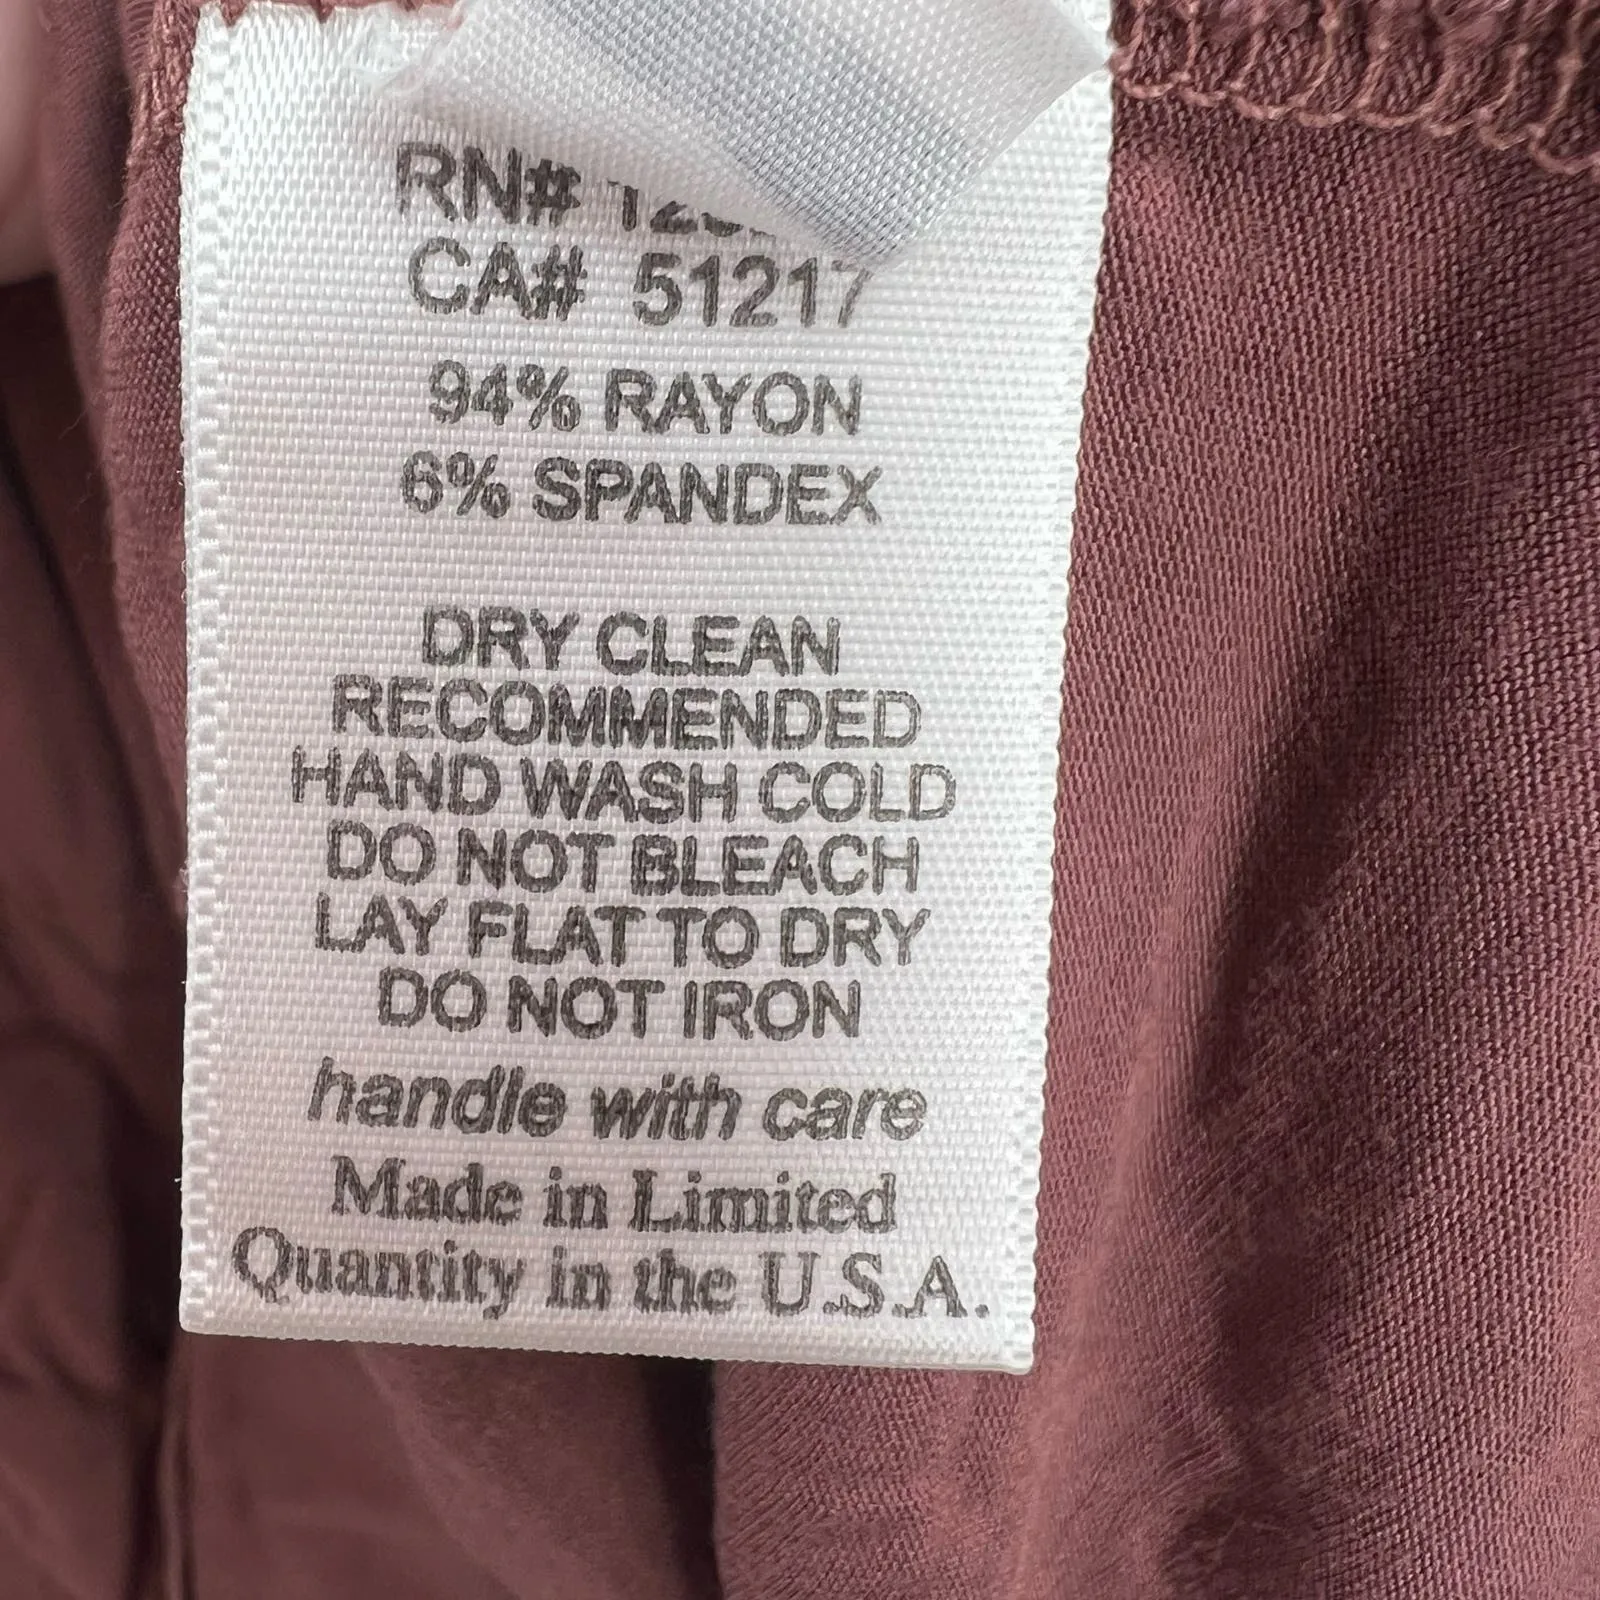 RN#
CA# 51217
94% RAYON
6% SPANDEX
DRY CLEAN
RECOMMENDED
HAND WASH COLD
DO NOT BLEACH
LAY FLAT TO DRY
DO NOT IRON
handle with care
Made in Limited
Quantity in the U.S.A.